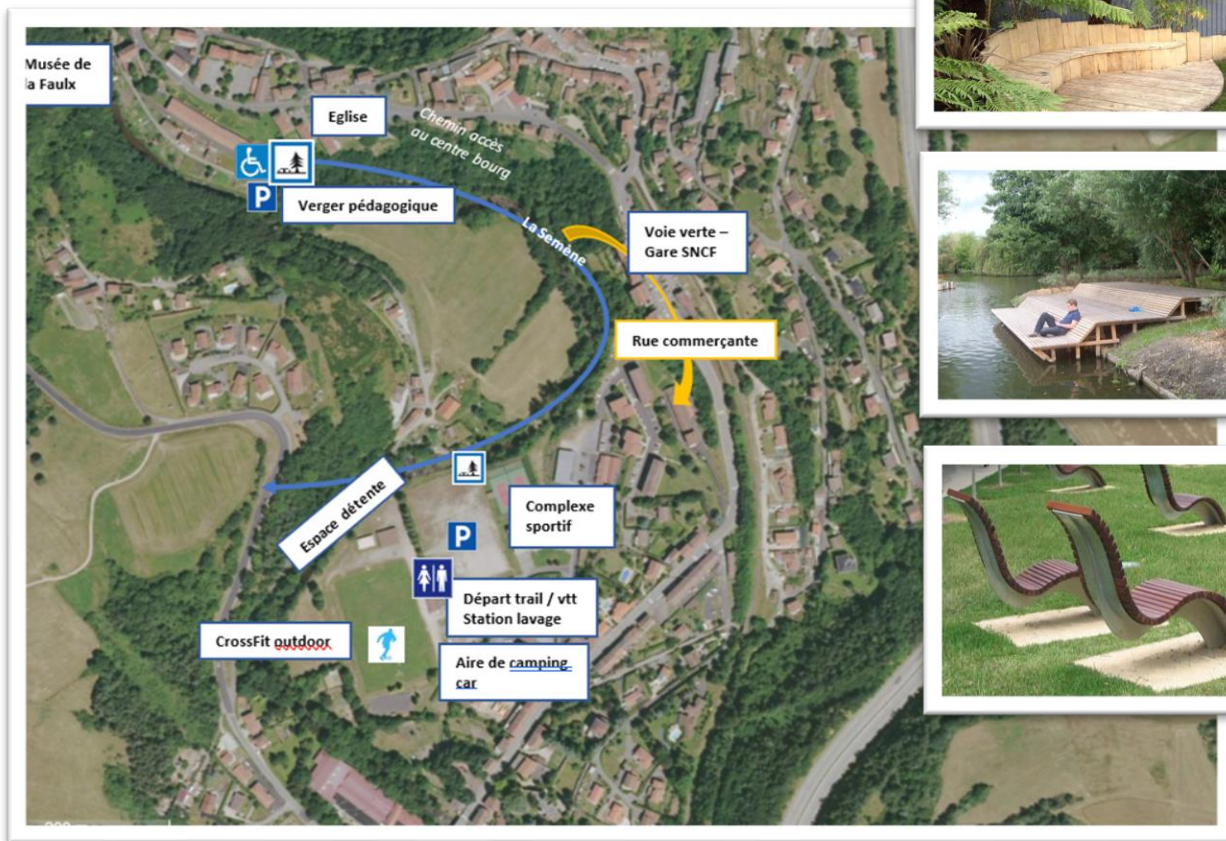 Musée de
la Faulx
Eglise
Chemin accès
au centre bourg
P
Verger pédagogique
La Semène
Voie verte –
Gare SNCF
Rue commerçante
Espace détente
Complexe
sportif
P
Départ trail / vtt
Station lavage
CrossFit outdoor
Aire de camping
car